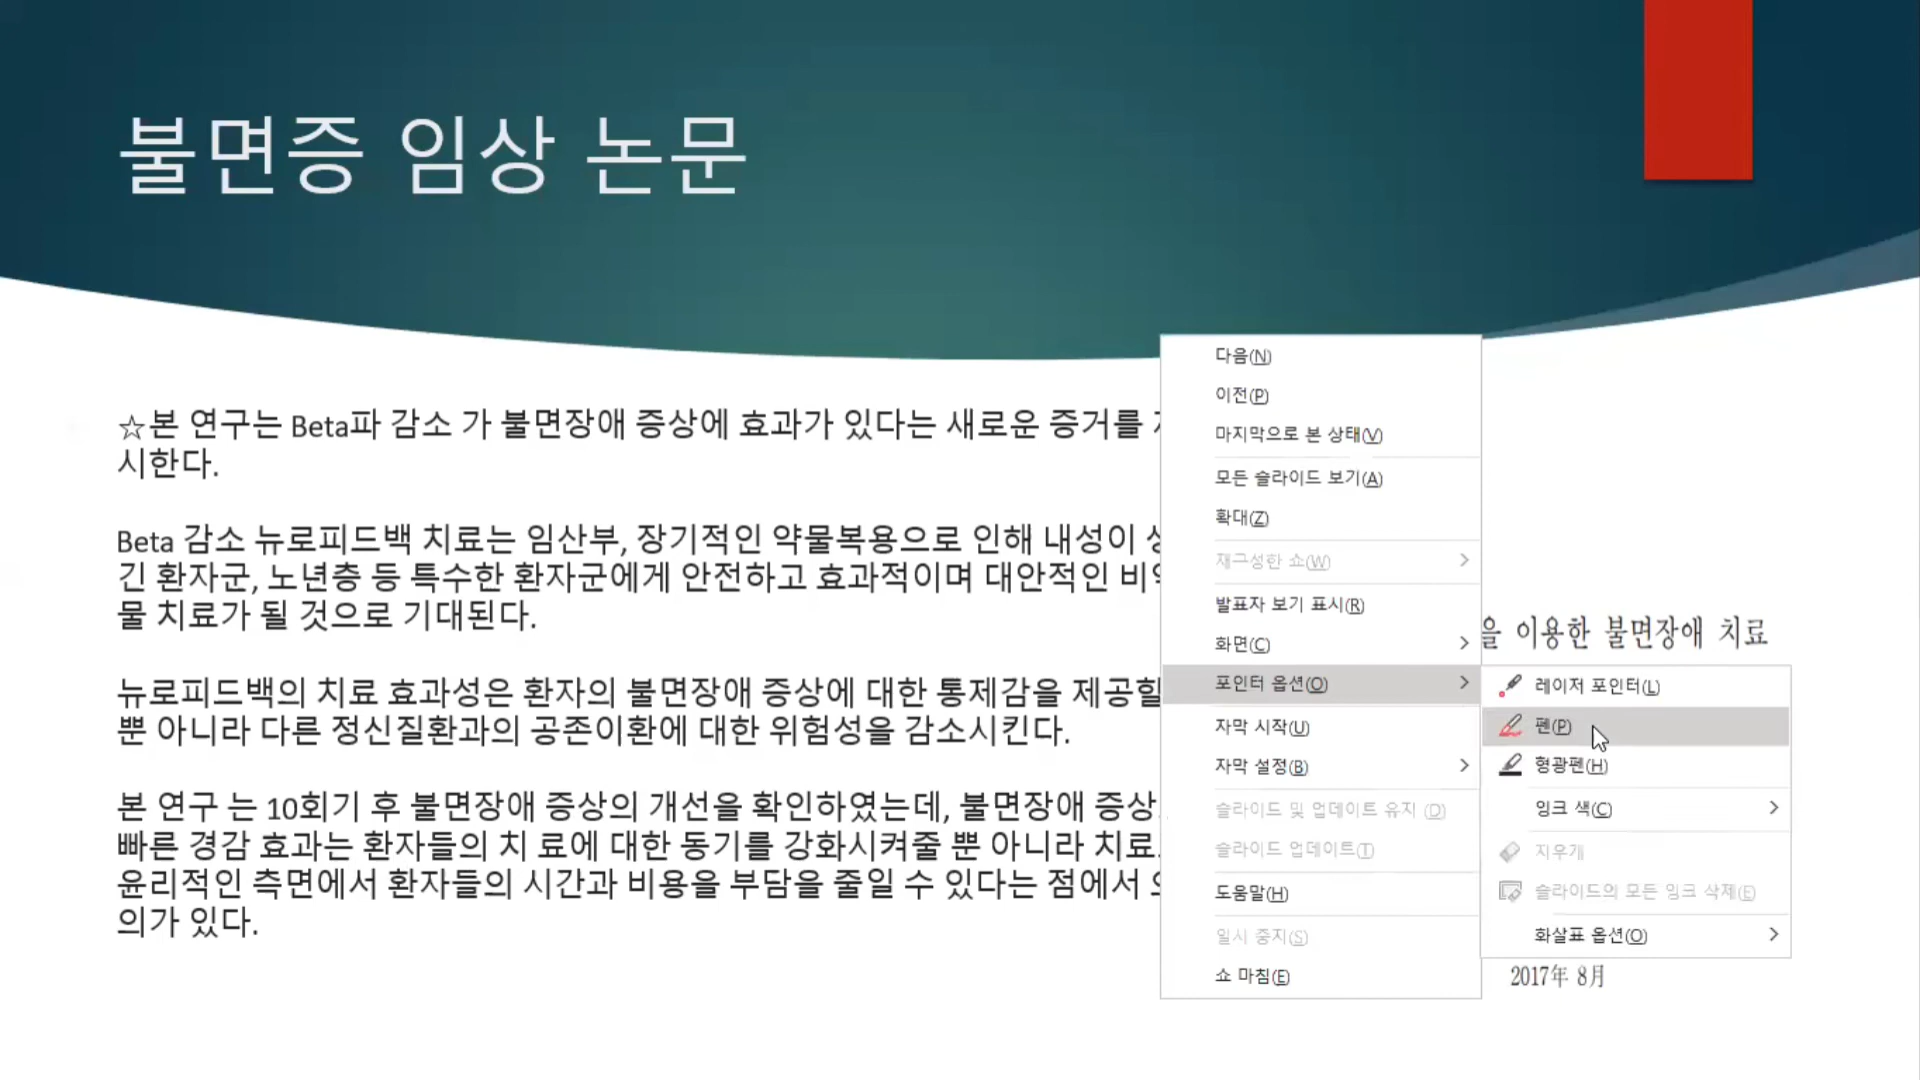 불면증 임상 논문
☆본 연구는 Beta파 감소 가 불면장애 증상에 효과가 있다는 새로운 증거를
시한다.
Beta 감소 뉴로피드백 치료는 임산부, 장기적인 약물복용으로 인해 내성이
긴 환자군, 노년층 등 특수한 환자군에게 안전하고 효과적이며 대안적인
물 치료가 될 것으로 기대된다.
뉴로피드백의 치료 효과성은 환자의 불면장애 증상에 대한 통제감을 제공할
뿐 아니라 다른 정신질환과의 공존이환에 대한 위험성을 감소시킨다.
본 연구 는 10회기 후 불면장애 증상의 개선을 확인하였는데, 불면장애 증상
빠른 경감 효과는 환자들의 치 료에 대한 동기를 강화시켜줄 뿐 아니라 치료
윤리적인 측면에서 환자들의 시간과 비용을 부담을 줄일 수 있다는 점에서
의가 있다.
을 이용한 불면장애 치료
2017年 8月
다음(N)
이전(P)
마지막으로 본 상태(V)
모든 슬라이드 보기(A)
확대(Z)
재구성한 쇼(W)
발표자 보기 표시(R)
화면(C)
포인터 옵션(O)
자막 시작(U)
자막 설정(B)
슬라이드 및 업데이트 유지 (D)
슬라이드 업데이트(T)
도움말(H)
일시 중지(S)
쇼 마침(E)
레이저 포인터(L)
펜(P)
형광펜(H)
잉크 색(C)
지우개
슬라이드의 모든 잉크 삭제(E)
화살표 옵션(O)